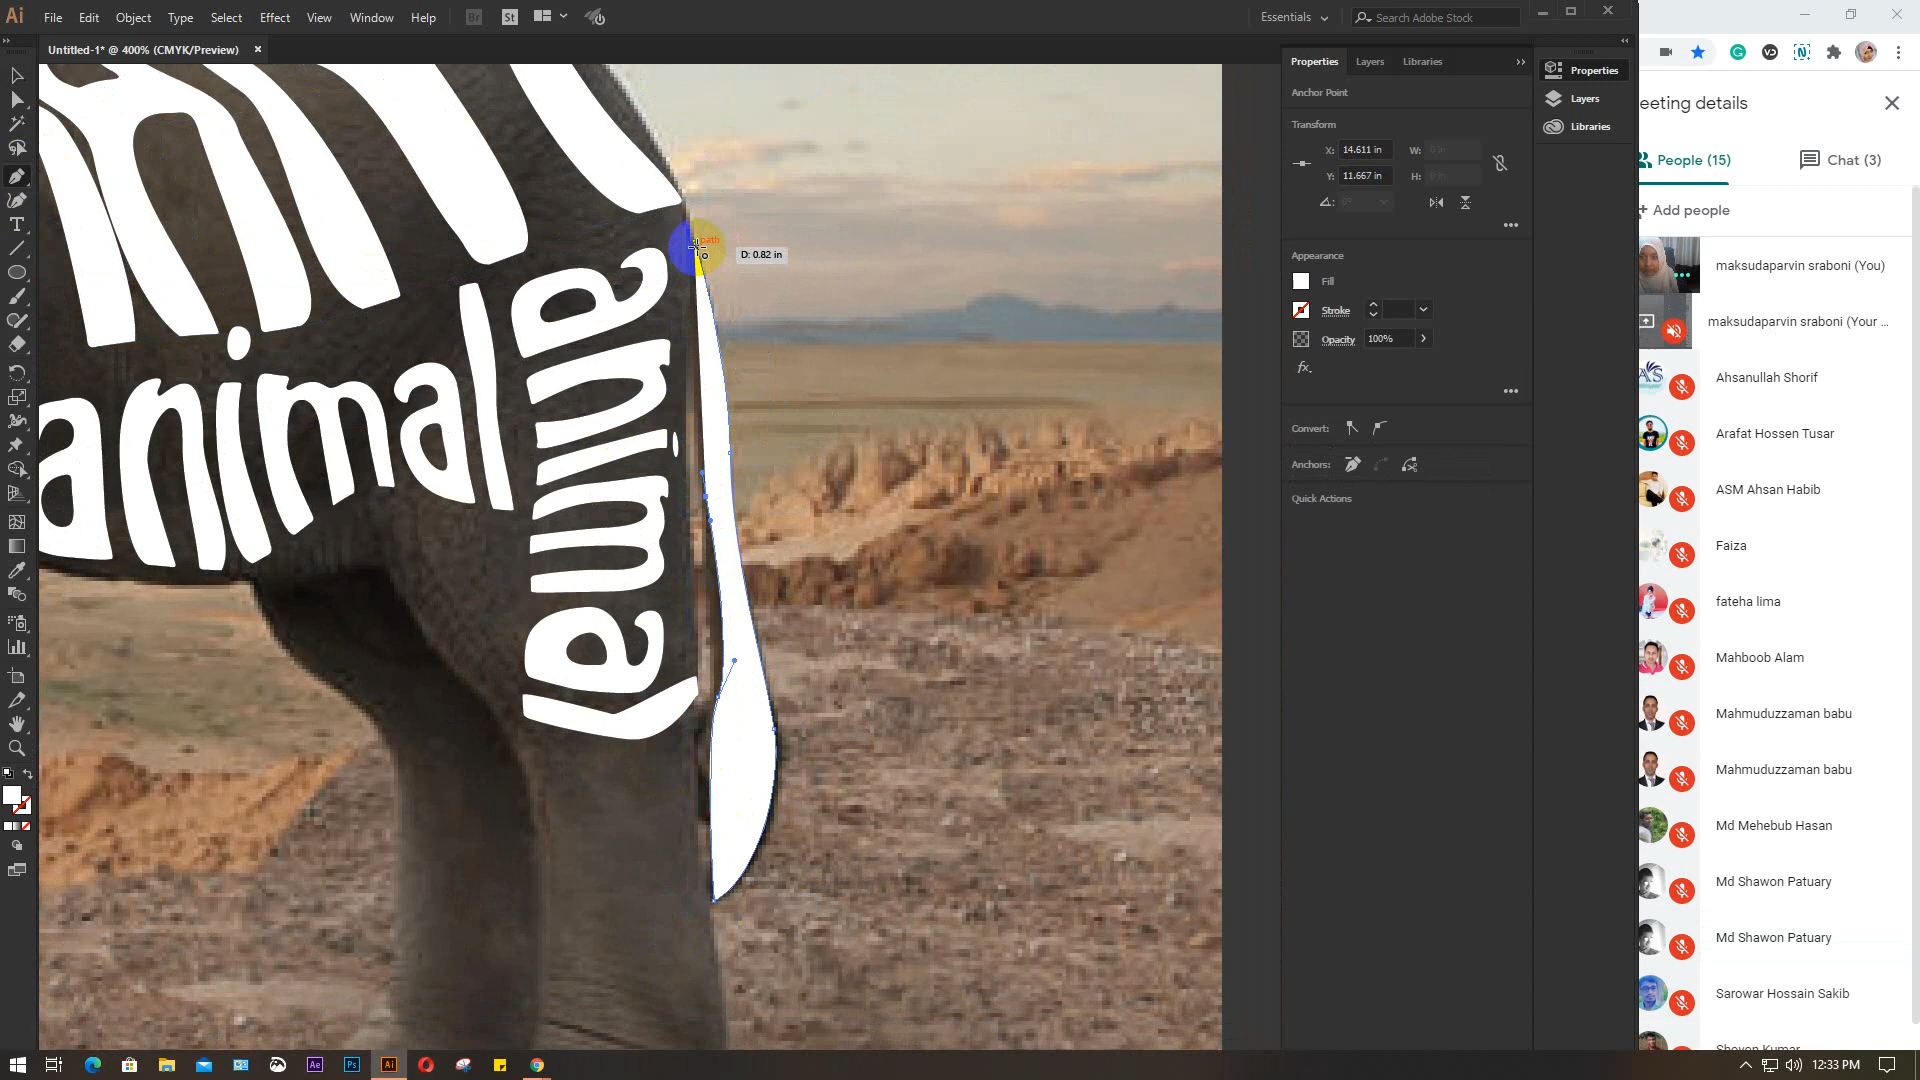 File Edit Object Type Select Effect View Window Help
Br St
Essentials
Search Adobe Stock
Untitled-1* @ 400% (CMYK/Preview)
Properties Layers Libraries
Anchor Point
Transform
X: 14.611 in W: 0 in
Y: 11.667 in H: 0 in
Appearance
Fill
Stroke
Opacity 100%
fx.
Convert:
Anchors:
Quick Actions
Properties
Layers
Libraries
path
D: 0.82 in
animal
animal
eeting details
People (15) Chat (3)
Add people
maksudaparvin sraboni (You)
maksudaparvin sraboni (Your ...
Ahsanullah Shorif
Arafat Hossen Tusar
ASM Ahsan Habib
Faiza
fateha lima
Mahboob Alam
Mahmuduzzaman babu
Mahmuduzzaman babu
Md Mehebub Hasan
Md Shawon Patuary
Md Shawon Patuary
Sarowar Hossain Sakib
12:33 PM